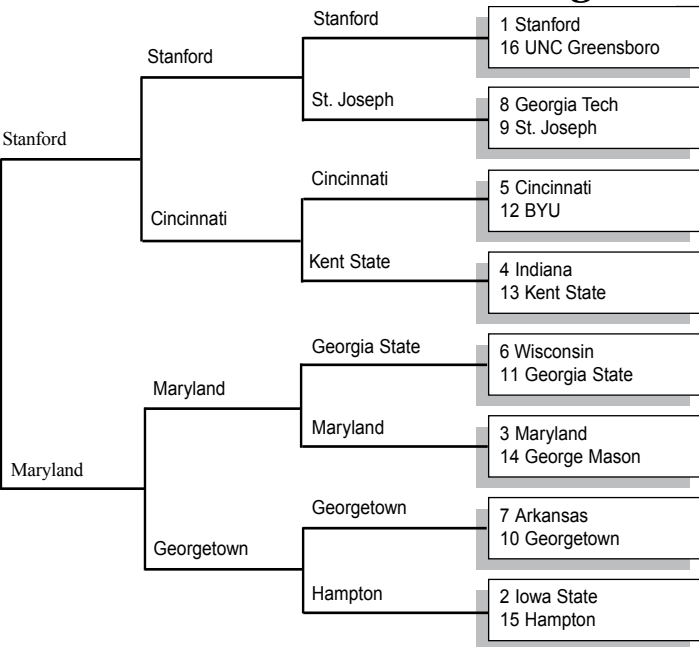 Stanford
1 Stanford
16 UNC Greensboro
Stanford
St. Joseph
8 Georgia Tech
9 St. Joseph
Stanford
Cincinnati
5 Cincinnati
12 BYU
Cincinnati
Kent State
4 Indiana
13 Kent State
Georgia State
6 Wisconsin
11 Georgia State
Maryland
Maryland
3 Maryland
14 George Mason
Maryland
Georgetown
7 Arkansas
10 Georgetown
Georgetown
Hampton
2 Iowa State
15 Hampton